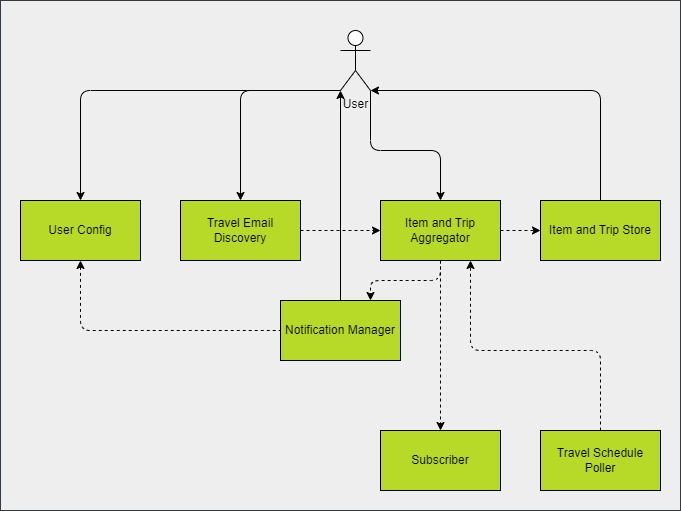 User
User Config
Travel Email
Discovery
Item and Trip
Aggregator
Item and Trip Store
Notification Manager
Subscriber
Travel Schedule
Poller